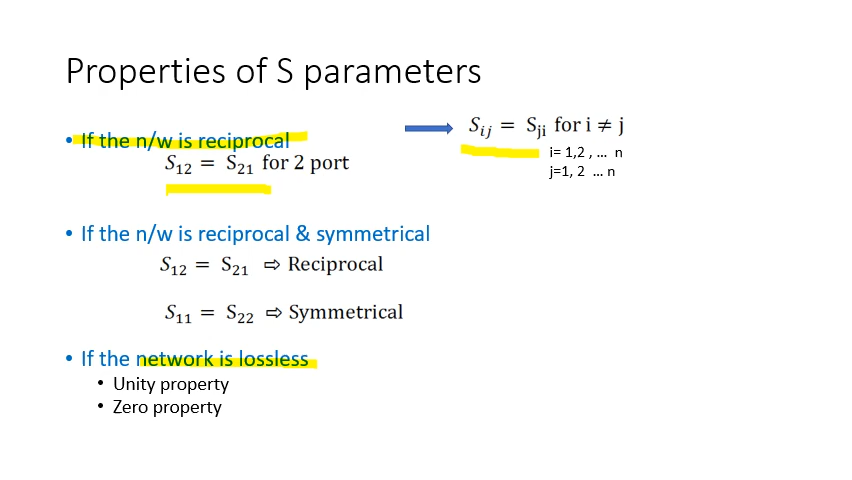 Properties of S parameters
• If the n/w is reciprocal
S₁₂ = S₂₁ for 2 port
Sᵢⱼ = Sⱼᵢ for i ≠ j
i= 1,2 , ... n
j=1, 2 ... n
• If the n/w is reciprocal & symmetrical
S₁₂ = S₂₁ ⇨ Reciprocal
S₁₁ = S₂₂ ⇨ Symmetrical
• If the network is lossless
• Unity property
• Zero property